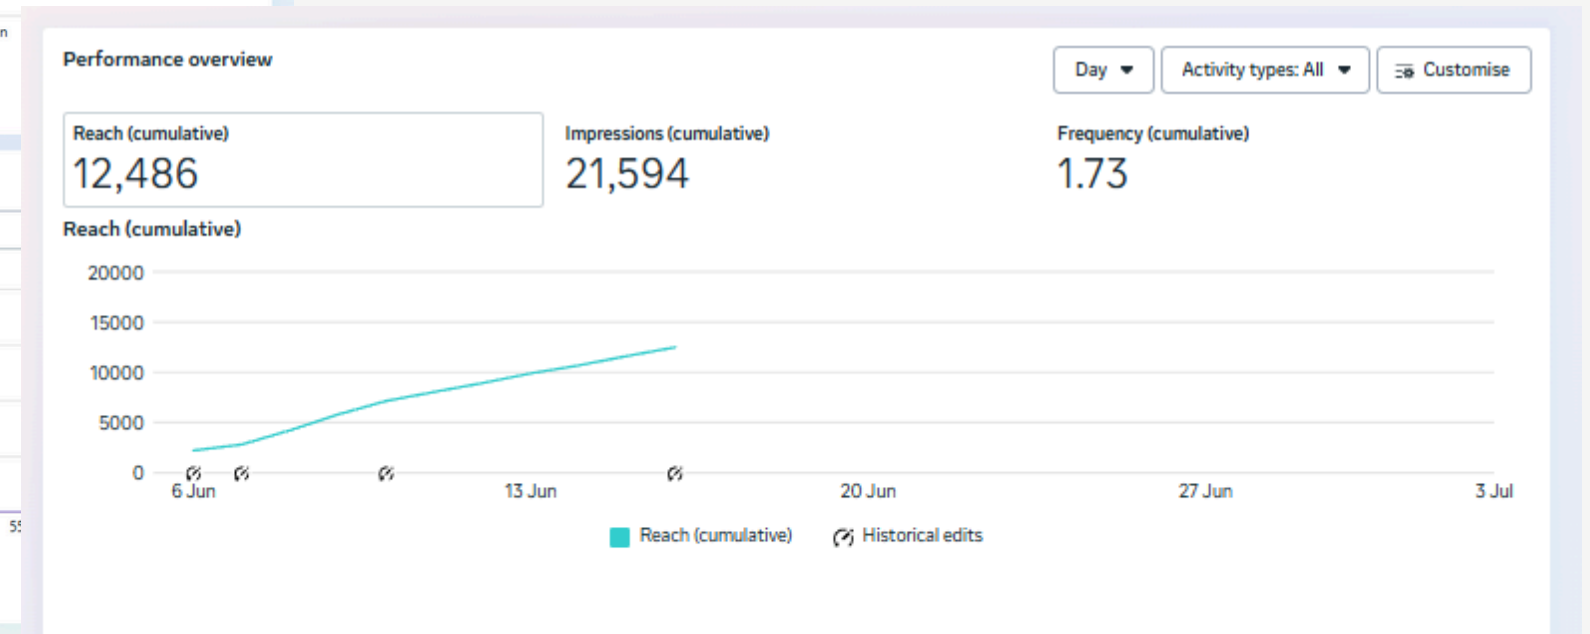 n
Performance overview
Day
Activity types: All
Customise
Reach (cumulative)
12,486
Impressions (cumulative)
21,594
Frequency (cumulative)
1.73
Reach (cumulative)
20000
15000
10000
5000
0
6 Jun
13 Jun
20 Jun
27 Jun
3 Jul
55
Reach (cumulative)
Historical edits